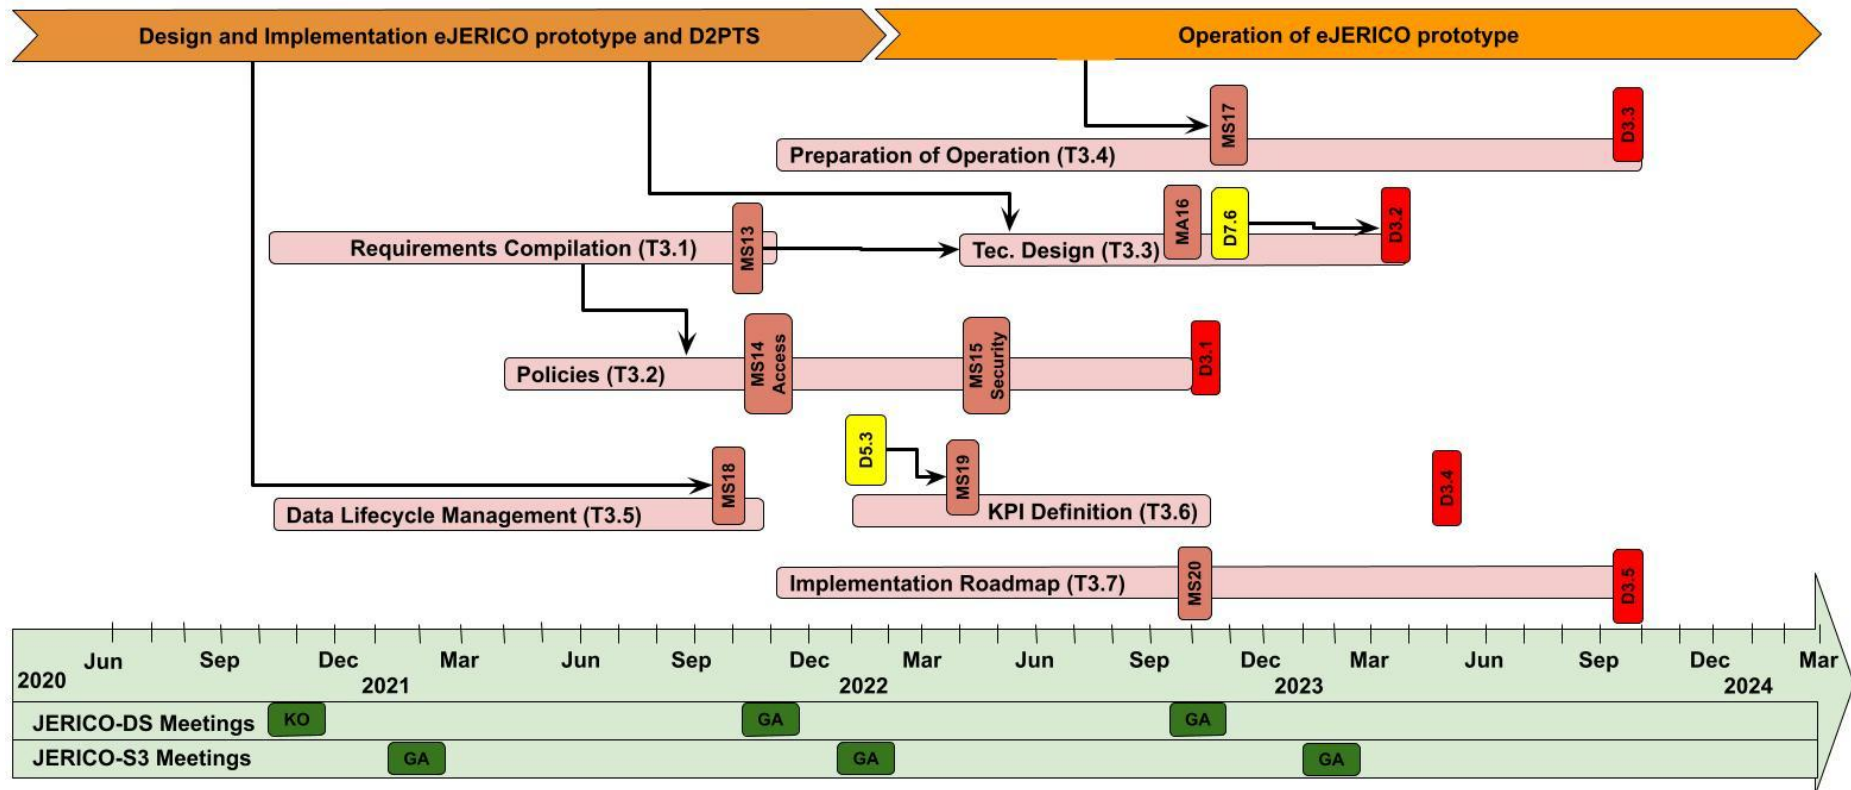 Design and Implementation eJERICO prototype and D2PTS
Operation of eJERICO prototype
MS17
D3.3
Preparation of Operation (T3.4)
MS13
MA16
D7.6
D3.2
Requirements Compilation (T3.1)
Tec. Design (T3.3)
MS14
Access
MS15
Security
D3.1
Policies (T3.2)
D5.3
MS18
MS19
D3.4
Data Lifecycle Management (T3.5)
KPI Definition (T3.6)
MS20
D3.5
Implementation Roadmap (T3.7)
Jun Sep Dec Mar Jun Sep Dec Mar Jun Sep Dec Mar Jun Sep Dec Mar
2020 2021 2022 2023 2024
JERICO-DS Meetings KO GA GA
JERICO-S3 Meetings GA GA GA